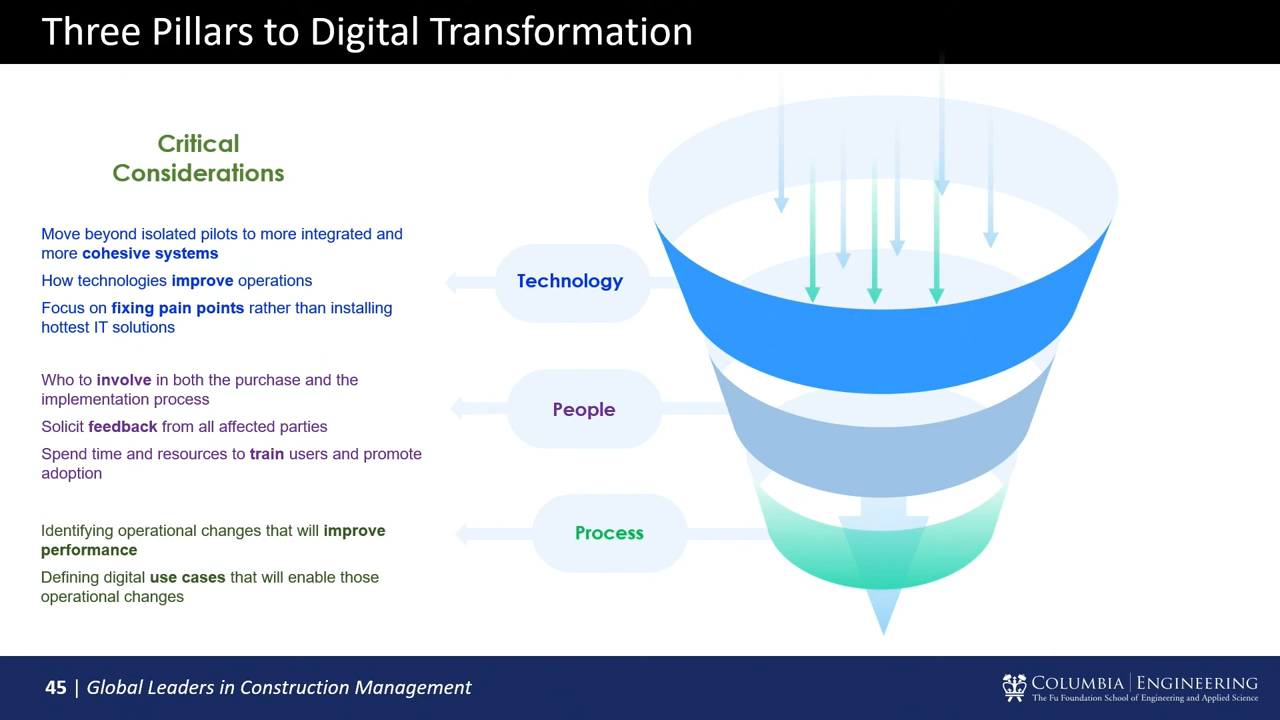 Three Pillars to Digital Transformation
Critical
Considerations
Move beyond isolated pilots to more integrated and
more cohesive systems
How technologies improve operations
Focus on fixing pain points rather than installing
hottest IT solutions
Technology
Who to involve in both the purchase and the
implementation process
Solicit feedback from all affected parties
Spend time and resources to train users and promote
adoption
People
Identifying operational changes that will improve
performance
Defining digital use cases that will enable those
operational changes
Process
45 | Global Leaders in Construction Management
COLUMBIA | ENGINEERING
The Fu Foundation School of Engineering and Applied Science